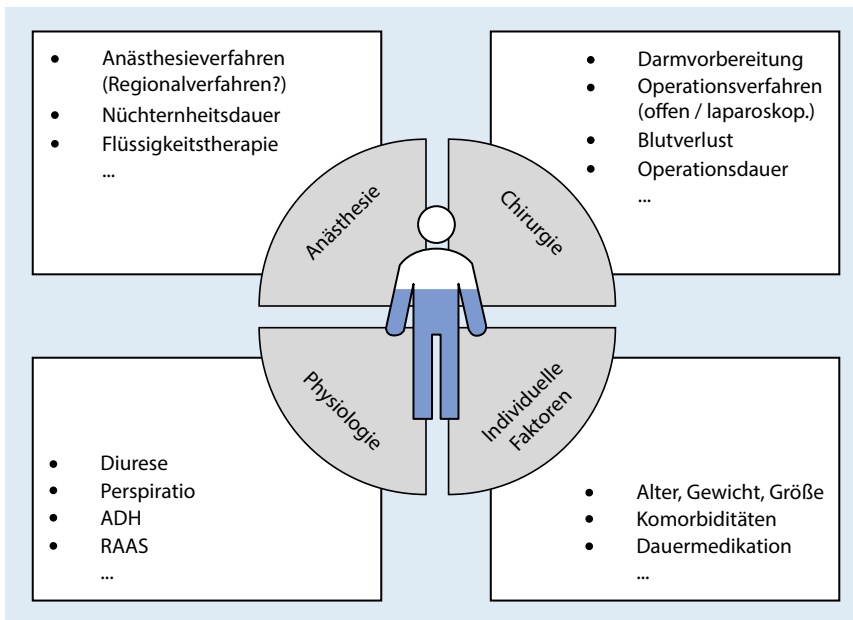 • Anästhesieverfahren
(Regionalverfahren?)
• Nüchternheitsdauer
• Flüssigkeitstherapie
...
• Darmvorbereitung
• Operationsverfahren
(offen / laparoskop.)
• Blutverlust
• Operationsdauer
...
Anästhesie
Chirurgie
Physiologie
Individuelle
Faktoren
• Diurese
• Perspiratio
• ADH
• RAAS
...
• Alter, Gewicht, Größe
• Komorbiditäten
• Dauermedikation
...